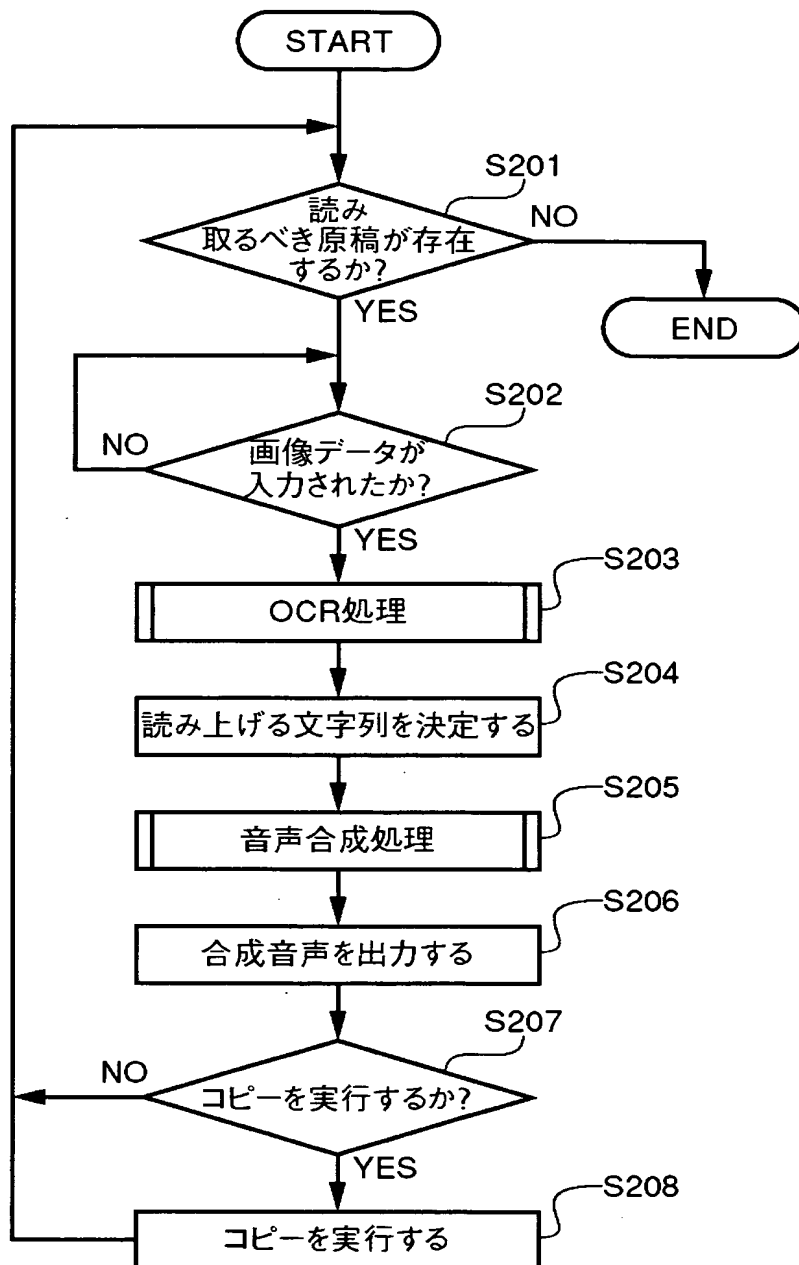 START
S201
読み
取るべき原稿が存在
するか?
NO
YES
END
S202
画像データが
入力されたか?
NO
YES
S203
OCR処理
S204
読み上げる文字列を決定する
S205
音声合成処理
S206
合成音声を出力する
S207
コピーを実行するか?
NO
YES
S208
コピーを実行する